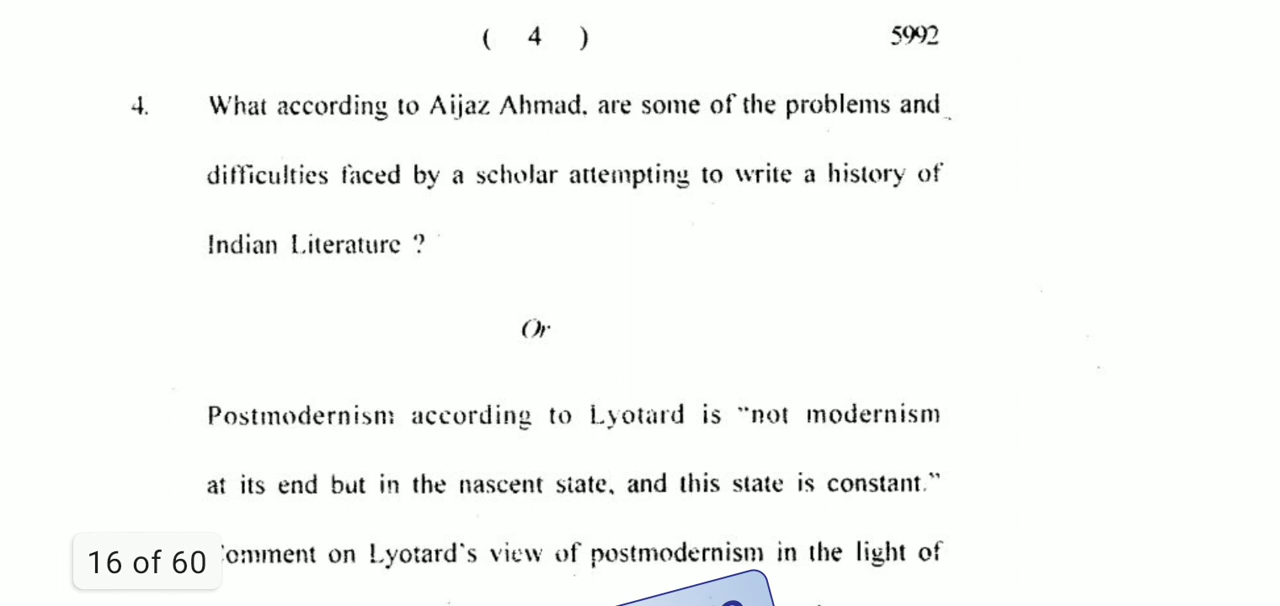 ( 4 ) 5992
4. What according to Aijaz Ahmad, are some of the problems and
difficulties faced by a scholar attempting to write a history of
Indian Literature ?
Or
Postmodernism according to Lyotard is "not modernism
at its end but in the nascent state, and this state is constant."
on Lyotard's view of postmodernism in the light of
16 of 60